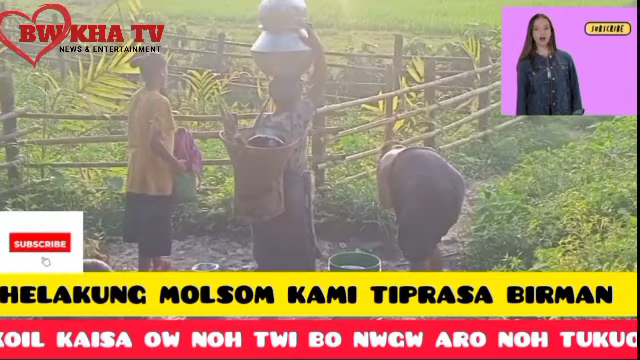 BW KHA TV
NEWS & ENTERTAINMENT
SUBSCRIBE
SUBSCRIBE
HELAKUNG MOLSOM KAMI TIPRASA BIRMAN
KOIL KAISA OW NOH TWI BO NWGW ARO NOH TUKUO